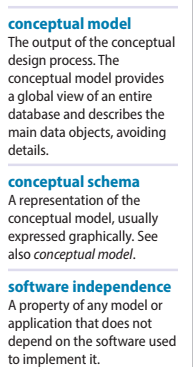 conceptual model
The output of the conceptual
design process. The
conceptual model provides
a global view of an entire
database and describes the
main data objects, avoiding
details.
conceptual schema
A representation of the
conceptual model, usually
expressed graphically. See
also conceptual model.
software independence
A property of any model or
application that does not
depend on the software used
to implement it.